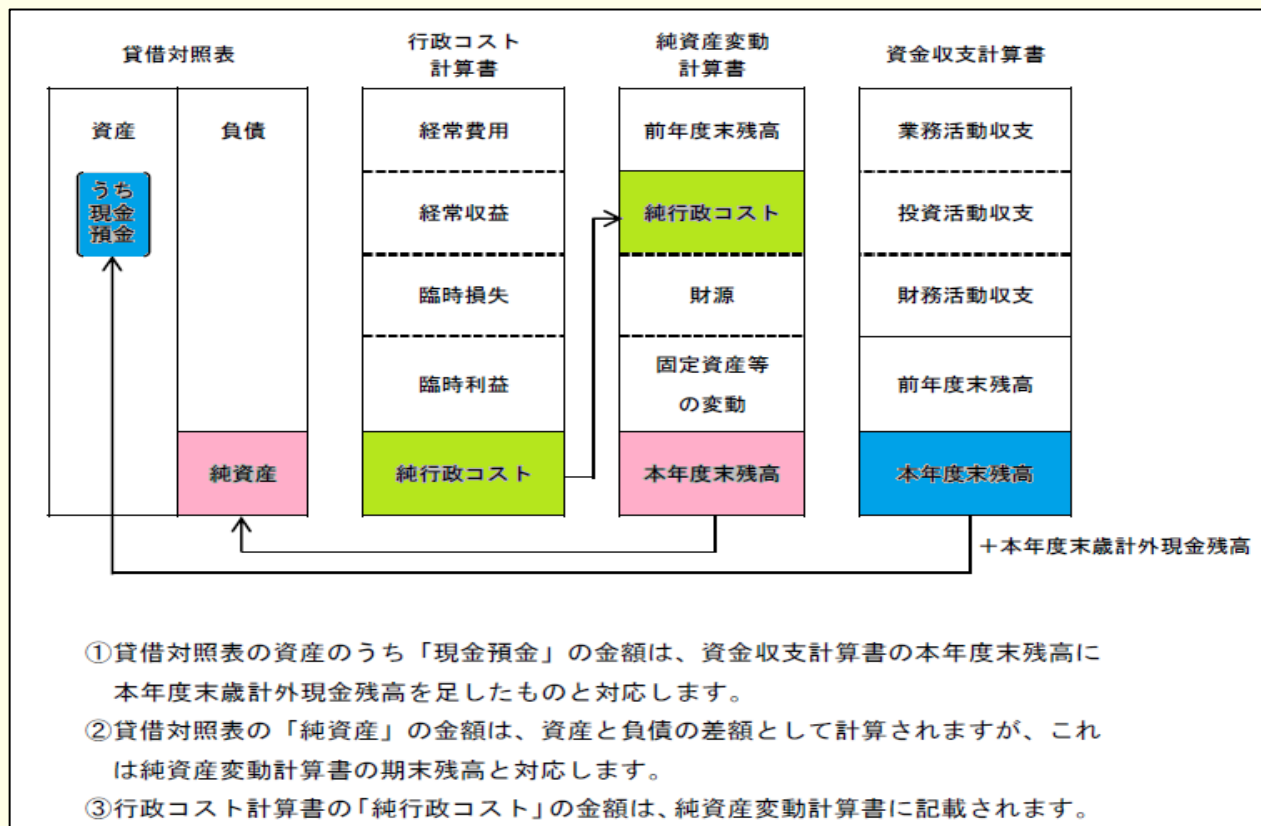 貸借対照表
資産
うち
現金
預金
負債
純資産
行政コスト
計算書
経常費用
経常収益
臨時損失
臨時利益
純行政コスト
純資産変動
計算書
前年度末残高
純行政コスト
財源
固定資産等
の変動
本年度末残高
資金収支計算書
業務活動収支
投資活動収支
財務活動収支
前年度末残高
本年度末残高
＋本年度末歳計外現金残高
①貸借対照表の資産のうち「現金預金」の金額は、資金収支計算書の本年度末残高に
本年度末歳計外現金残高を足したものと対応します。
②貸借対照表の「純資産」の金額は、資産と負債の差額として計算されますが、これ
は純資産変動計算書の期末残高と対応します。
③行政コスト計算書の「純行政コスト」の金額は、純資産変動計算書に記載されます。